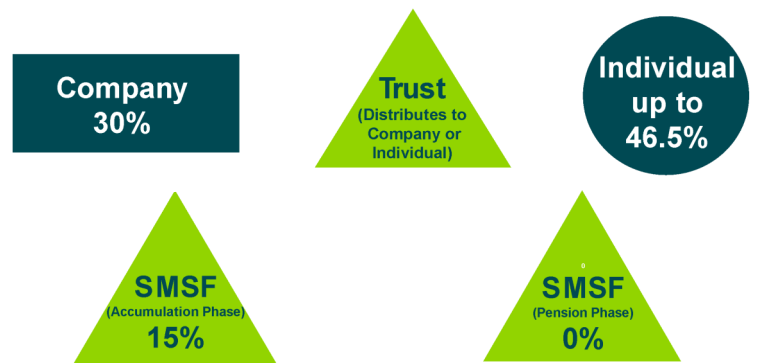 Company
30%
Trust
(Distributes to
Company or
Individual)
Individual
up to
46.5%
SMSF
(Accumulation Phase)
15%
0
SMSF
(Pension Phase)
0%